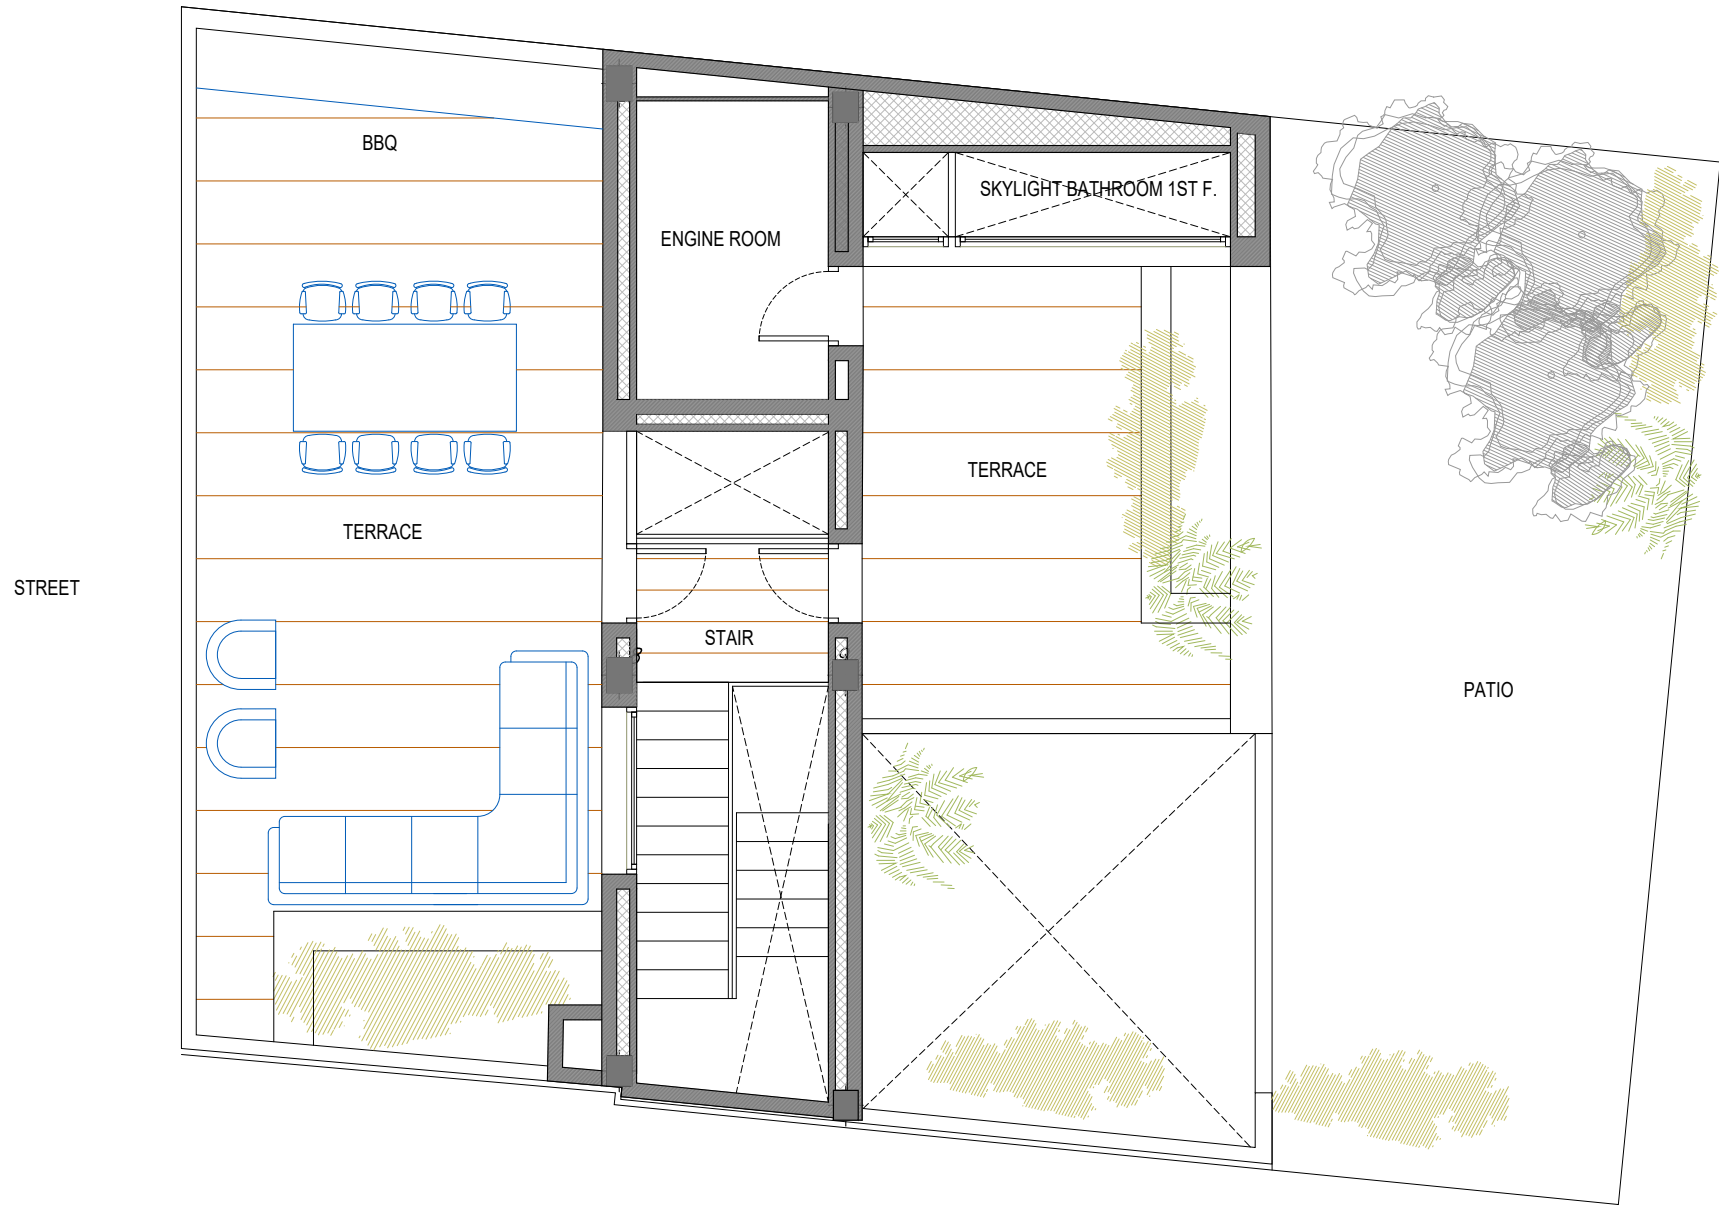 BBQ
SKYLIGHT BATHROOM 1ST F.
ENGINE ROOM
TERRACE
TERRACE
STREET
STAIR
PATIO